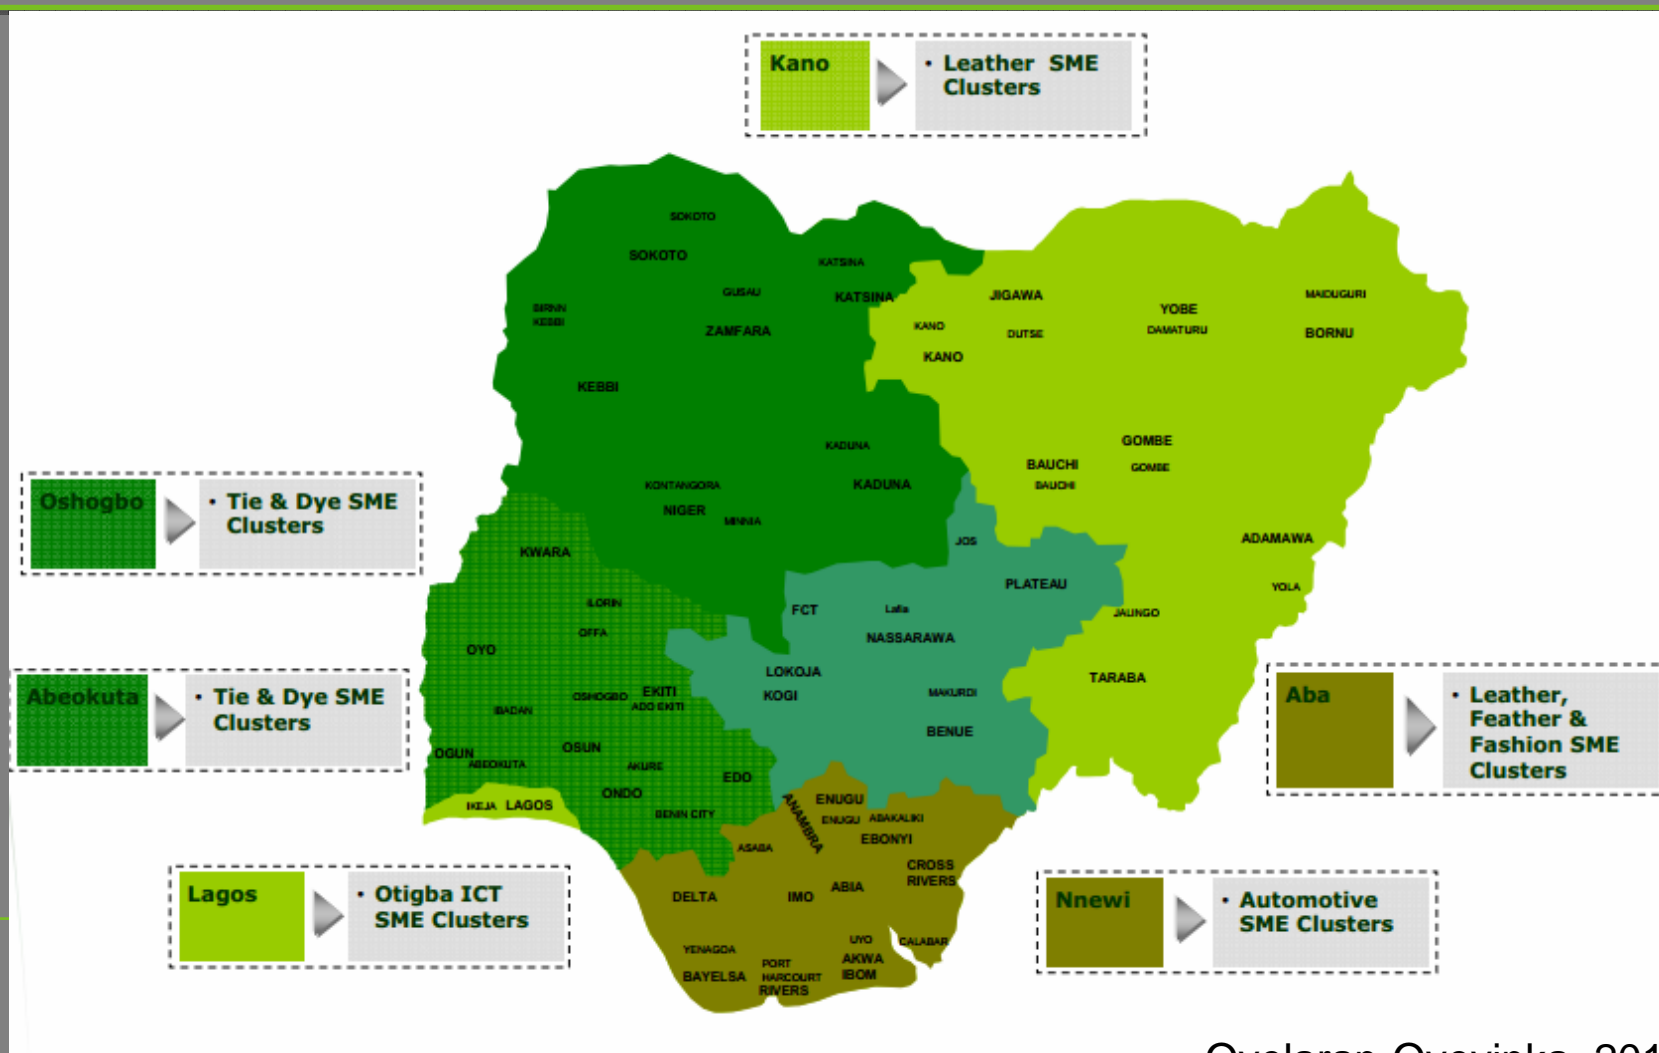 Kano
• Leather SME
Clusters
SOKOTO
SOKOTO
KATSINA
GUSAU
KATSINA
BIRNN
KEBBI
ZAMFARA
KEBBI
JIGAWA
KANO
DUTSE
KANO
YOBE
DAMATURU
MAIDUGURI
BORNU
KADUNA
KADUNA
KONTANGORA
NIGER
MINNIA
GOMBE
BAUCHI
GOMBE
BAUCHI
ADAMAWA
YOLA
JALINGO
TARABA
Oshogbo
• Tie & Dye SME
Clusters
KWARA
ILORIN
OFFA
OYO
JOS
PLATEAU
FCT
Lafia
NASSARAWA
LOKOJA
KOGI
MAKURDI
BENUE
Abeokuta
• Tie & Dye SME
Clusters
OSHOGBO
EKITI
ADO EKITI
IBADAN
OGUN
ABEOKUTA
OSUN
AKURE
EDO
ONDO
BENIN CITY
IKEJA LAGOS
Aba
• Leather,
Feather &
Fashion SME
Clusters
ANAMBRA
ENUGU
ENUGU
ABAKALIKI
EBONYI
ASABA
CROSS
RIVERS
DELTA
IMO
ABIA
YENAGOA
BAYELSA
PORT
HARCOURT
RIVERS
UYO
AKWA
IBOM
CALABAR
Lagos
• Otigba ICT
SME Clusters
Nnewi
• Automotive
SME Clusters